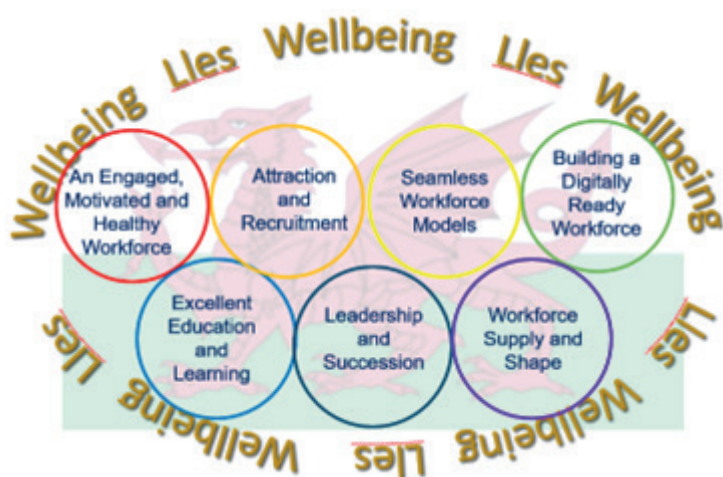 Wellbeing Lles Wellbeing Lles Wellbeing
An Engaged,
Motivated and
Healthy
Workforce
Attraction
and
Recruitment
Seamless
Workforce
Models
Building a
Digitally
Ready
Workforce
Excellent
Education
and
Learning
Leadership
and
Succession
Workforce
Supply and
Shape
Lles Wellbeing Lles Wellbeing Lles